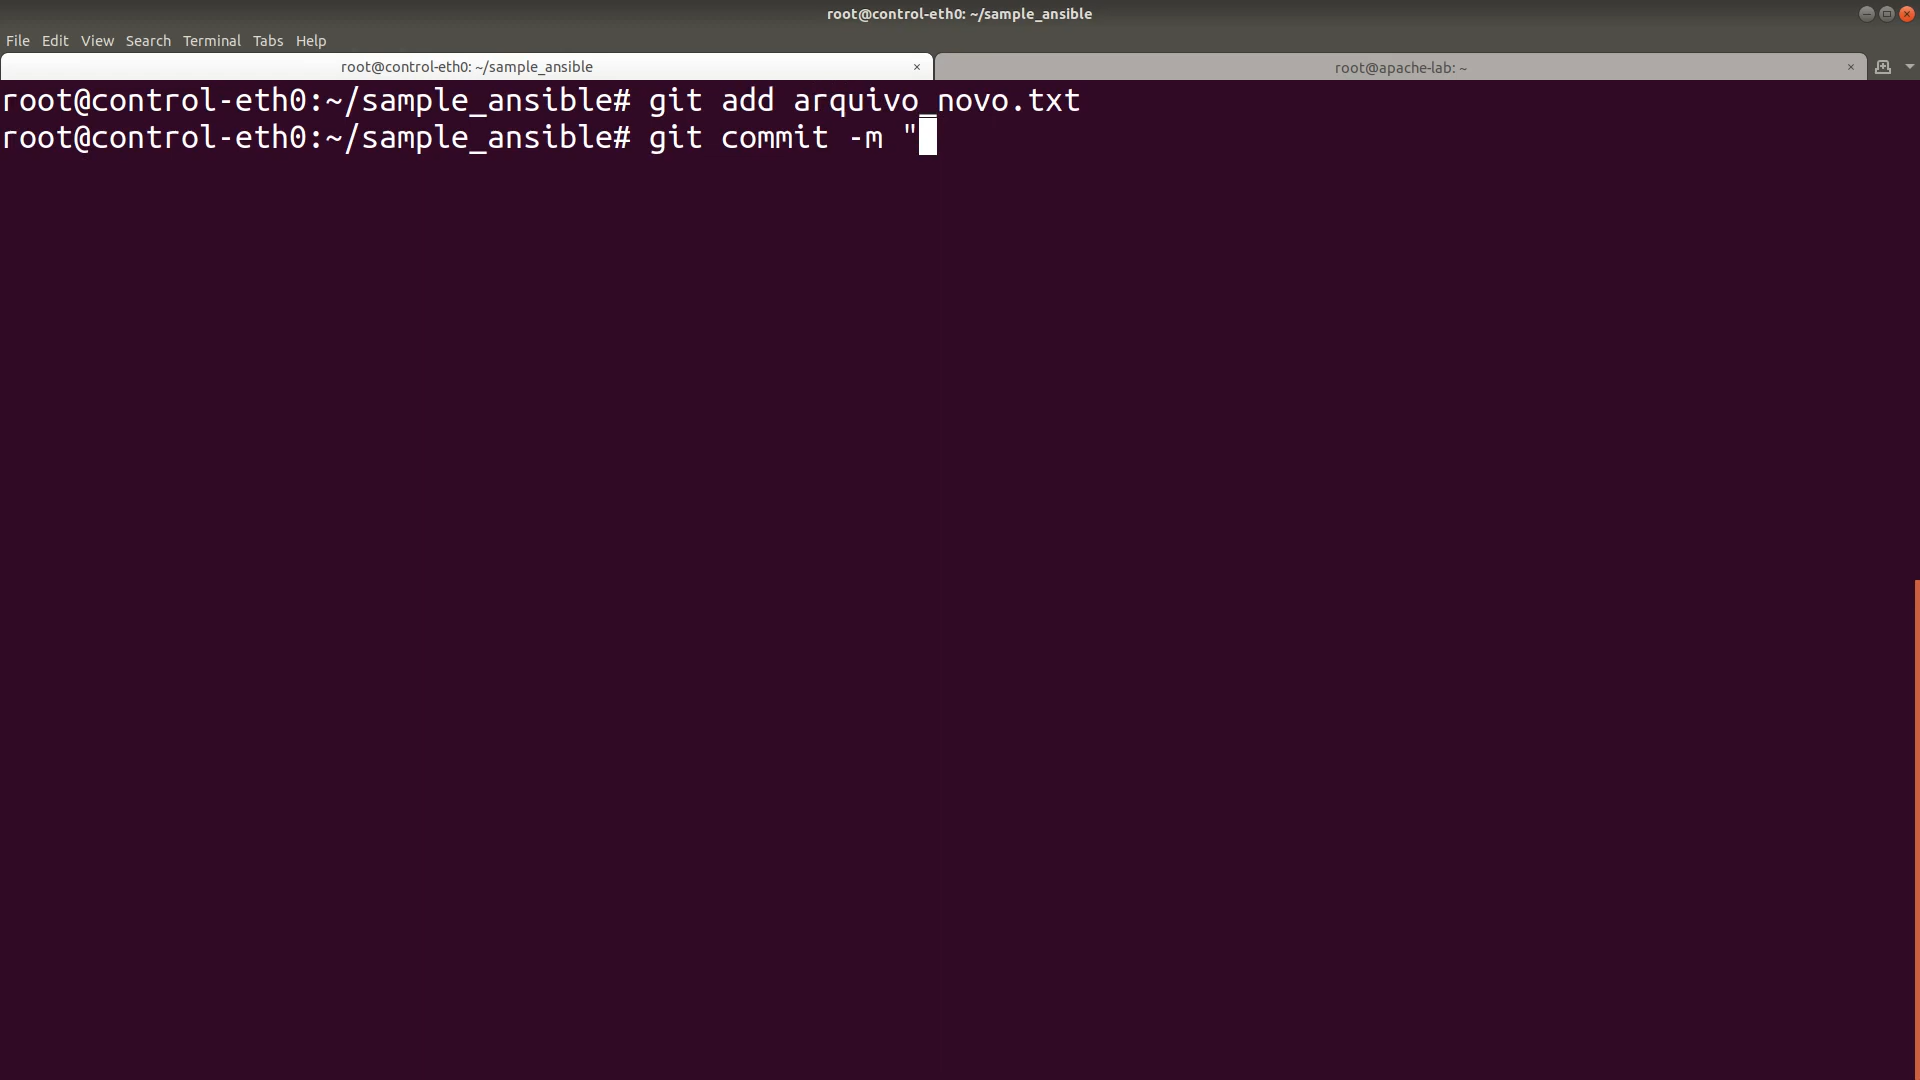 root@control-eth0: ~/sample_ansible
File Edit View Search Terminal Tabs Help
root@control-eth0: ~/sample_ansible × root@apache-lab: ~ ×
root@control-eth0:~/sample_ansible# git add arquivo_novo.txt
root@control-eth0:~/sample_ansible# git commit -m "